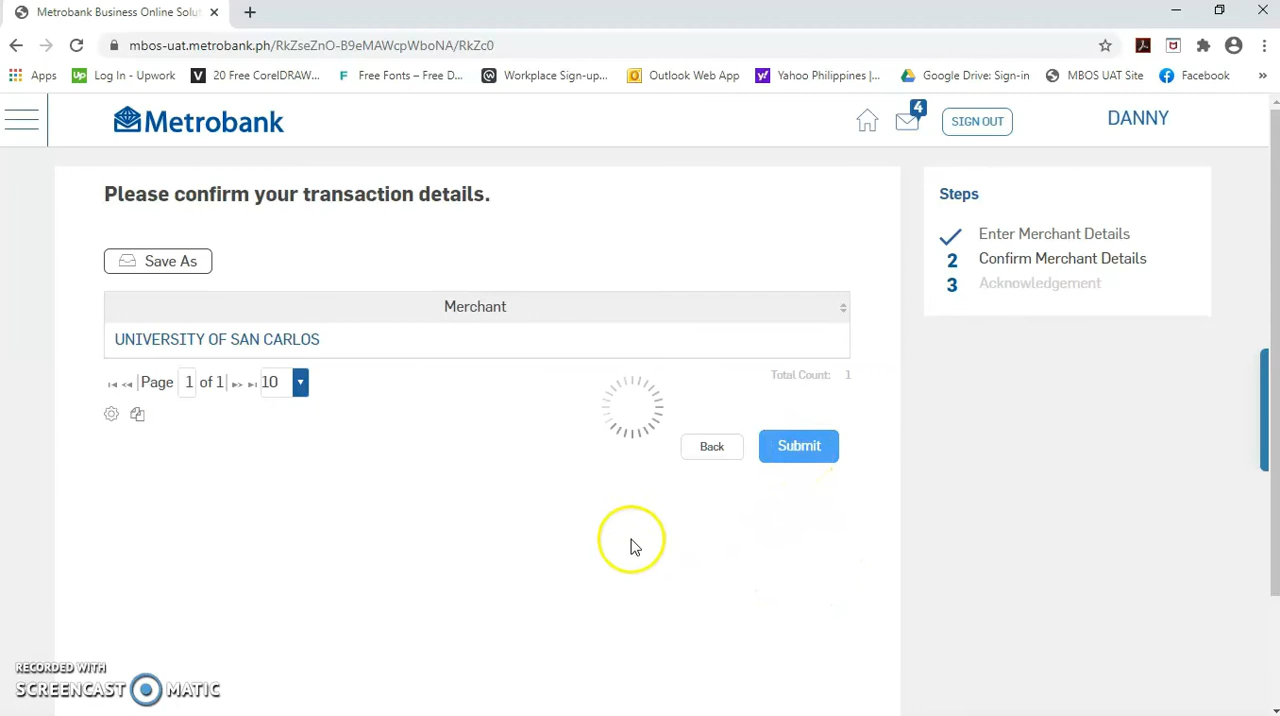 Metrobank Business Online Solut
mbos-uat.metrobank.ph/RkZseZnO-B9eMAWcpWboNA/RkZc0
Apps
Up Log In - Upwork
V 20 Free CorelDRAW...
F Free Fonts – Free D...
Workplace Sign-up...
Outlook Web App
Yahoo Philipines |...
Google Drive: Sign-in
MBOS UAT Site
Facebook
»
Metrobank
4
SIGN OUT
DANNY
Please confirm your transaction details.
Save As
Merchant
UNIVERSITY OF SAN CARLOS
Page 1 of 1 10
Total Count: 1
Back
Submit
Steps
Enter Merchant Details
2 Confirm Merchant Details
3 Acknowledgement
RECORDED WITH
SCREENCAST MATIC